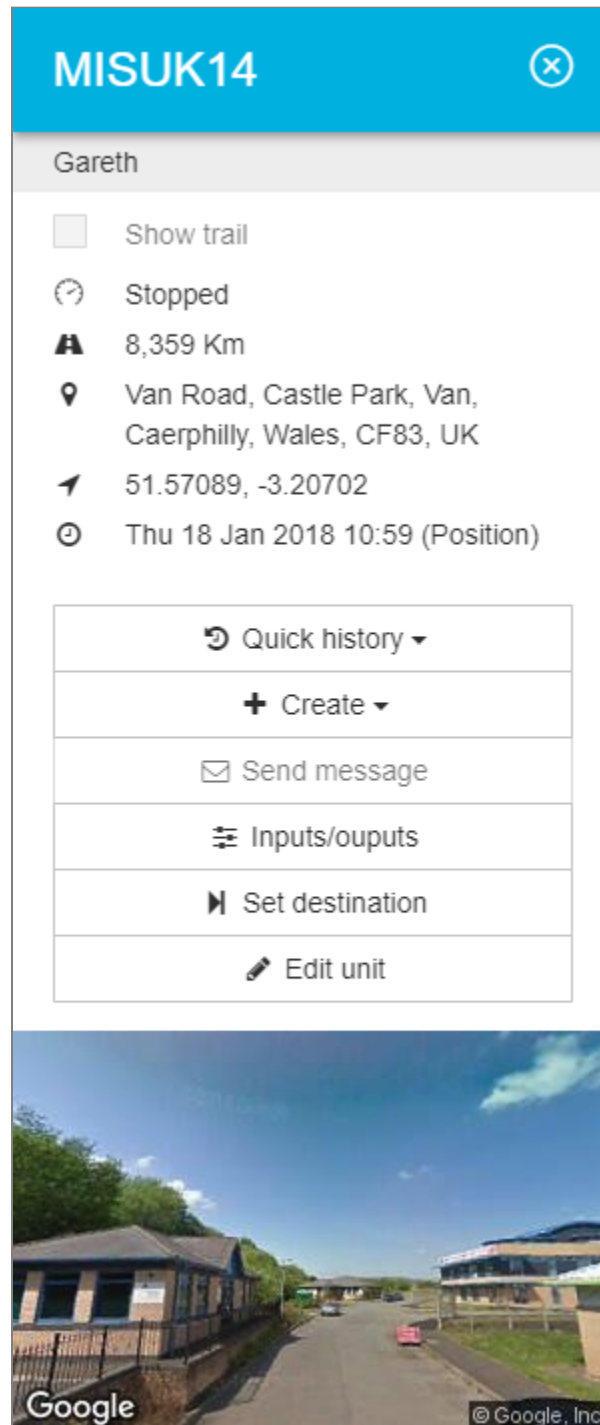 MISUK14
Gareth
Show trail
Stopped
8,359 Km
Van Road, Castle Park, Van,
Caerphilly, Wales, CF83, UK
51.57089, -3.20702
Thu 18 Jan 2018 10:59 (Position)
Quick history
Create
Send message
Inputs/ouputs
Set destination
Edit unit
Google
© Google, Inc